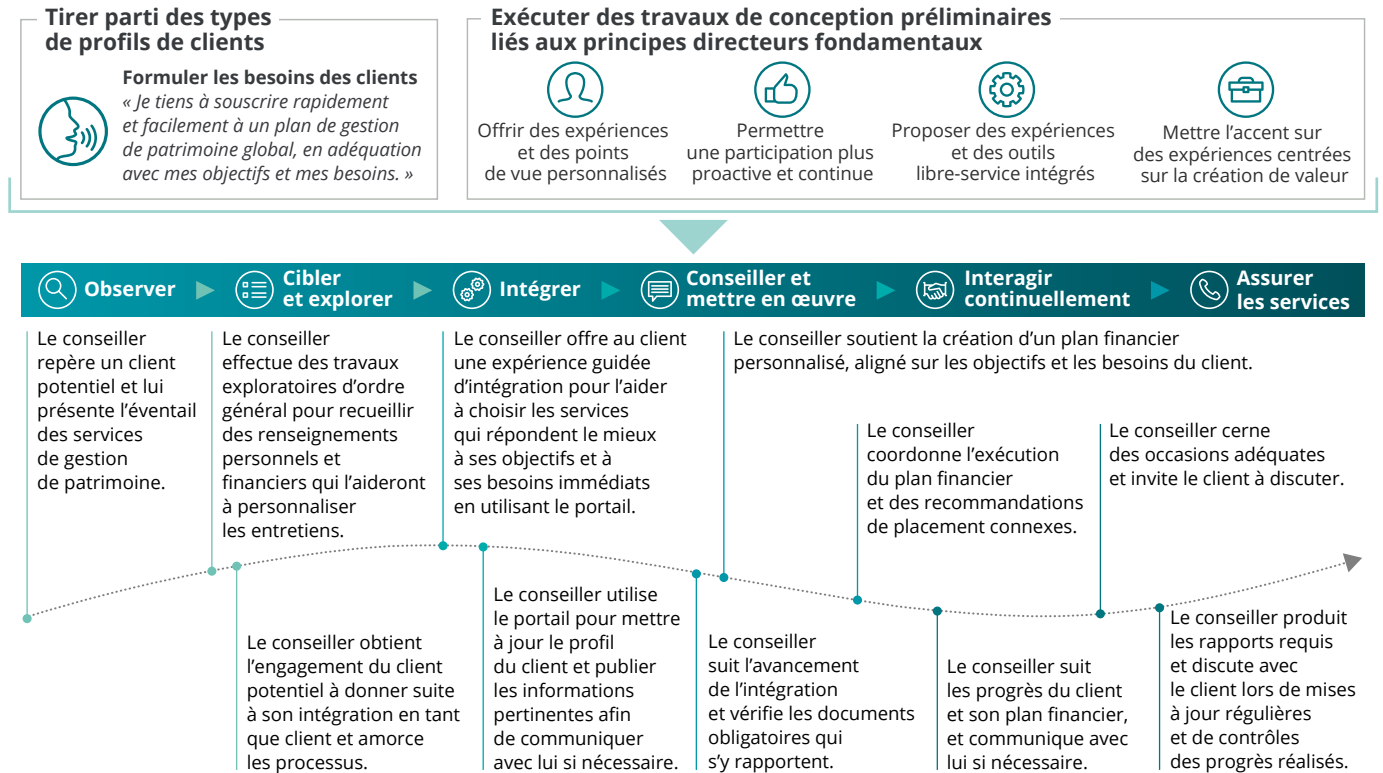 Tirer parti des types
de profils de clients
Formuler les besoins des clients
« Je tiens à souscrire rapidement
et facilement à un plan de gestion
de patrimoine global, en adéquation
avec mes objectifs et mes besoins. »
Exécuter des travaux de conception préliminaires
liés aux principes directeurs fondamentaux
Offrir des expériences
et des points
de vue personnalisés
Permettre
une participation plus
proactive et continue
Proposer des expériences
et des outils
libre-service intégrés
Mettre l’accent sur
des expériences centrées
sur la création de valeur
Observer
Cibler
et explorer
Intégrer
Conseiller et
mettre en œuvre
Interagir
continuellement
Assurer
les services
Le conseiller
repère un client
potentiel et lui
présente l’éventail
des services
de gestion
de patrimoine.
Le conseiller
effectue des travaux
exploratoires d’ordre
général pour recueillir
des renseignements
personnels et
financiers qui l’aideront
à personnaliser
les entretiens.
Le conseiller offre au client
une expérience guidée
d’intégration pour l’aider
à choisir les services
qui répondent le mieux
à ses objectifs et à
ses besoins immédiats
en utilisant le portail.
Le conseiller soutient la création d’un plan financier
personnalisé, aligné sur les objectifs et les besoins du client.
Le conseiller
coordonne l’exécution
du plan financier
et des recommandations
de placement connexes.
Le conseiller cerne
des occasions adéquates
et invite le client à discuter.
Le conseiller obtient
l’engagement du client
potentiel à donner suite
à son intégration en tant
que client et amorce
les processus.
Le conseiller utilise
le portail pour mettre
à jour le profil
du client et publier
les informations
pertinentes afin
de communiquer
avec lui si nécessaire.
Le conseiller
suit l’avancement
de l’intégration
et vérifie les documents
obligatoires qui
s’y rapportent.
Le conseiller suit
les progrès du client
et son plan financier,
et communique avec
lui si nécessaire.
Le conseiller produit
les rapports requis
et discute avec
le client lors de mises
à jour régulières
et de contrôles
des progrès réalisés.